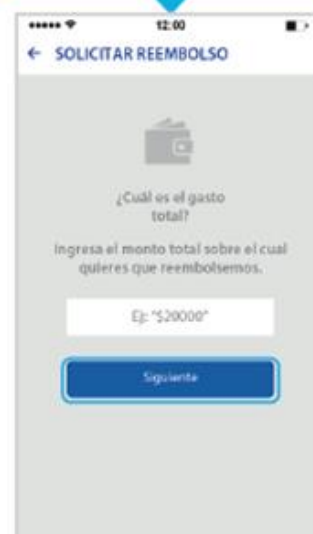 12:00
← SOLICITAR REEMBOLSO
¿Cuál es el gasto
total?
Ingresa el monto total sobre el cual
quieres que reembolsemos.
Ej: "$20000"
Siguiente